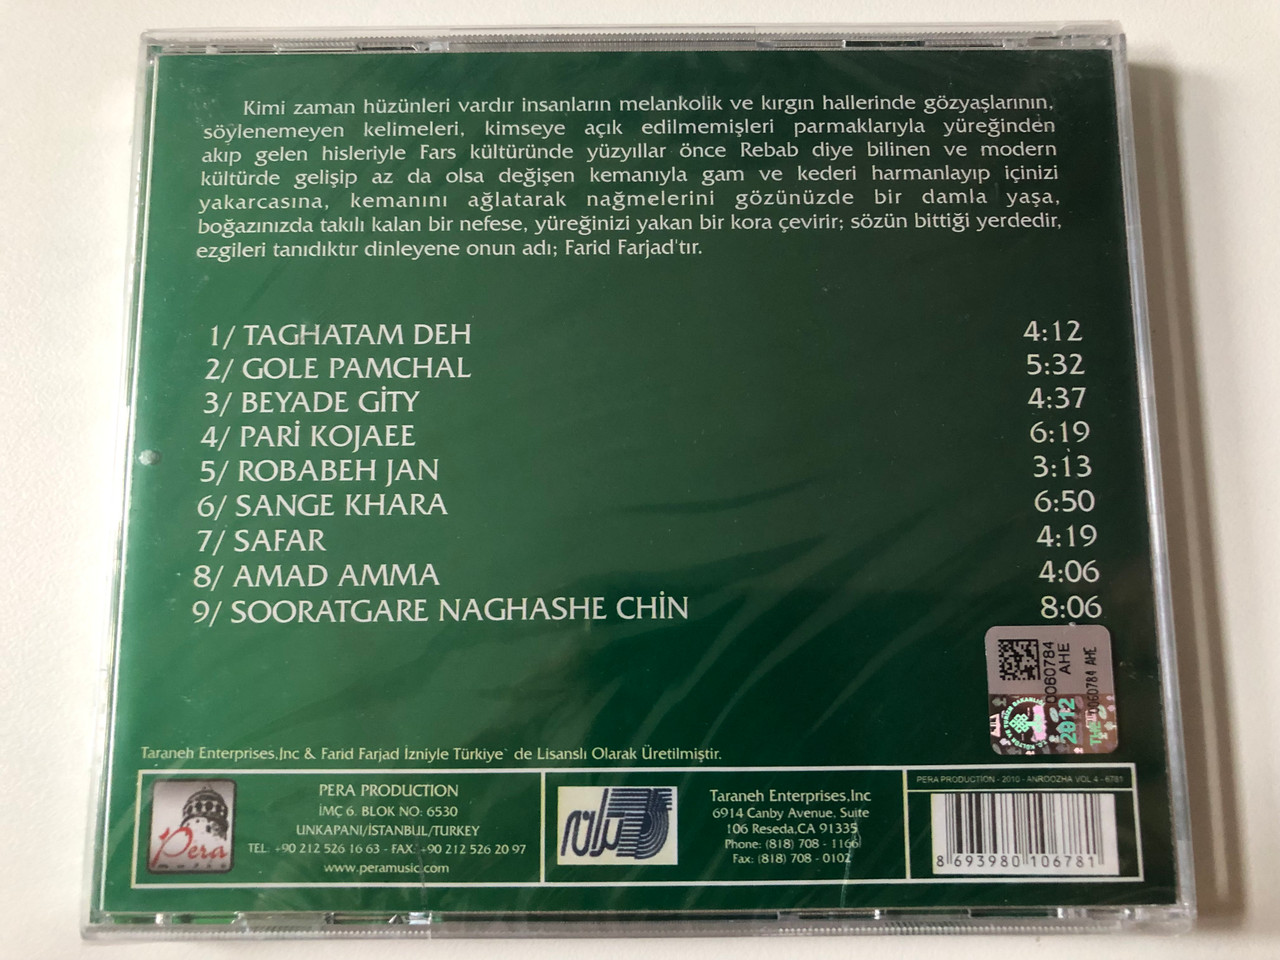 Kimi zaman hüzünleri vardır insanların melankolik ve kırgın hallerinde gözyaşlarının,
söylenemeyen kelimeleri, kimseye açık edilmemişleri parmaklarıyla yüreğinden
akıp gelen hisleriyle Fars kültüründe yüzyıllar önce Rebab diye bilinen ve modern
kültürde gelişip az da olsa değişen kemanıyla gam ve kederi harmanlayıp içinizi
yakarcasına, kemanını ağlatarak nağmelerini gözünüzde bir damla yaşa,
boğazınızda takılı kalan bir nefese, yüreğinizi yakan bir kora çevirir; sözün bittiği yerdedir,
ezgileri tanıdıktır dinleyene onun adı; Farid Farjad'tır.
1/ TAGHATAM DEH 4:12
2/ GOLE PAMCHAL 5:32
3/ BEYADE GİTY 4:37
4/ PARİ KOJAEE 6:19
5/ ROBABEH JAN 3:13
6/ SANGE KHARA 6:50
7/ SAFAR 4:19
8/ AMAD AMMA 4:06
9/ SOORATGARE NAGHASHE CHİN 8:06
0060784
AHE
0060784 AHE
2012
Taraneh Enterprises,Inc & Farid Farjad İzniyle Türkiye` de Lisanslı Olarak Üretilmiştir.
Pera
PERA PRODUCTION
İMÇ 6. BLOK NO: 6530
UNKAPANI/İSTANBUL/TURKEY
TEL: +90 212 526 16 63 - FAX: +90 212 526 20 97
www.peramusic.com
ترانه
Taraneh Enterprises,Inc
6914 Canby Avenue, Suite
106 Reseda,CA 91335
Phone: (818) 708 - 1166
Fax: (818) 708 - 0102
PERA PRODUCTION - 2010 - ANROOZHA VOL 4 - 6781
8 693980 106781